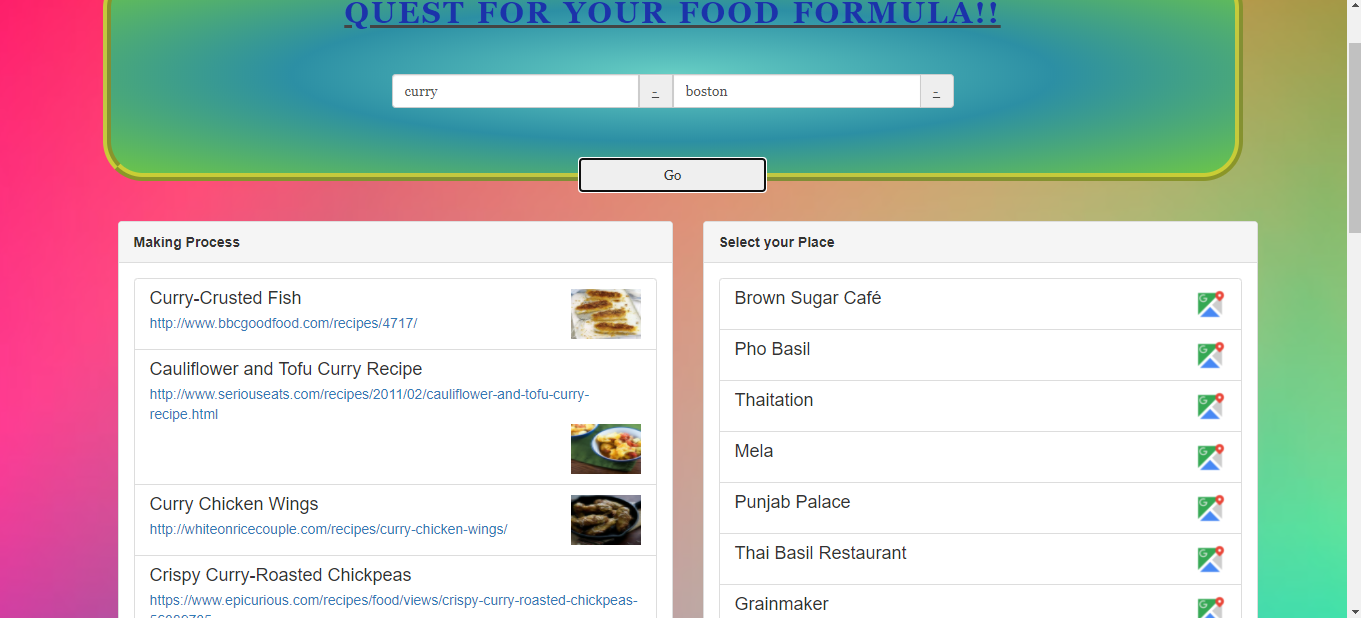 QUEST FOR YOUR FOOD FORMULA!!
curry - boston -
Go
Making Process
Curry-Crusted Fish
http://www.bbcgoodfood.com/recipes/4717/
Cauliflower and Tofu Curry Recipe
http://www.seriouseats.com/recipes/2011/02/cauliflower-and-tofu-curry-
recipe.html
Curry Chicken Wings
http://whiteonricecouple.com/recipes/curry-chicken-wings/
Crispy Curry-Roasted Chickpeas
https://www.epicurious.com/recipes/food/views/crispy-curry-roasted-chickpeas-
Select your Place
Brown Sugar Café
Pho Basil
Thaitation
Mela
Punjab Palace
Thai Basil Restaurant
Grainmaker